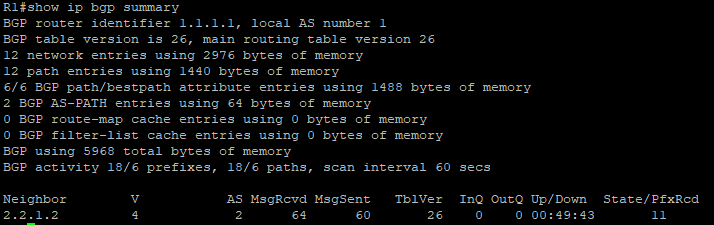 R1#show ip bgp summary
BGP router identifier 1.1.1.1, local AS number 1
BGP table version is 26, main routing table version 26
12 network entries using 2976 bytes of memory
12 path entries using 1440 bytes of memory
6/6 BGP path/bestpath attribute entries using 1488 bytes of memory
2 BGP AS-PATH entries using 64 bytes of memory
0 BGP route-map cache entries using 0 bytes of memory
0 BGP filter-list cache entries using 0 bytes of memory
BGP using 5968 total bytes of memory
BGP activity 18/6 prefixes, 18/6 paths, scan interval 60 secs

Neighbor        V           AS MsgRcvd MsgSent   TblVer  InQ OutQ Up/Down  State/PfxRcd
2.2.1.2         4            2      64      60       26    0    0 00:49:43       11